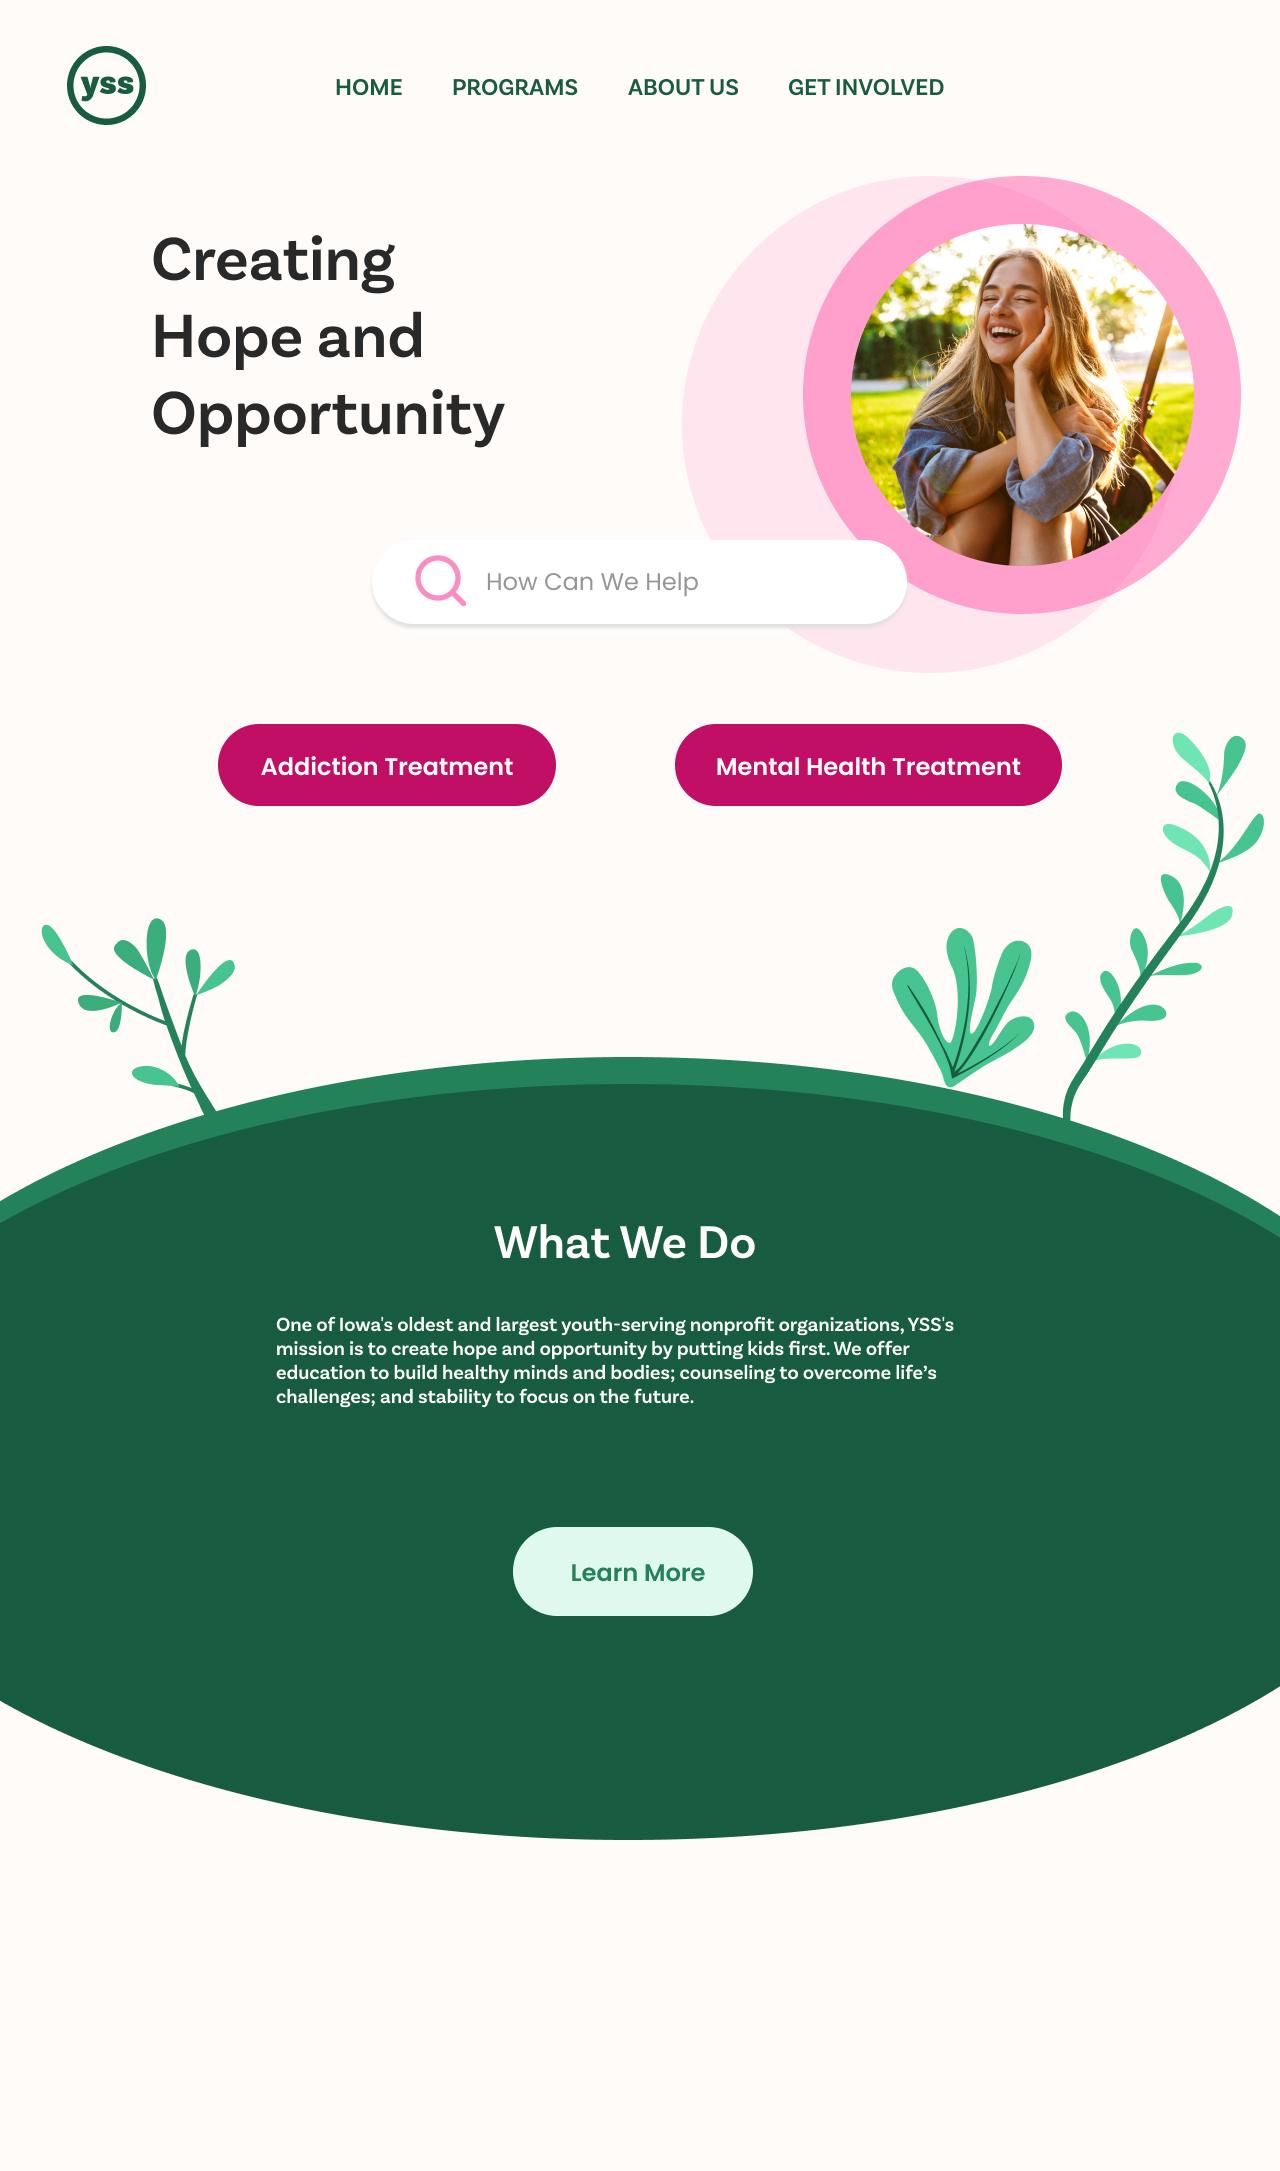 yss
HOME PROGRAMS ABOUT US GET INVOLVED
Creating
Hope and
Opportunity
How Can We Help
Addiction Treatment Mental Health Treatment
What We Do
One of Iowa's oldest and largest youth-serving nonprofit organizations, YSS's
mission is to create hope and opportunity by putting kids first. We offer
education to build healthy minds and bodies; counseling to overcome life’s
challenges; and stability to focus on the future.
Learn More